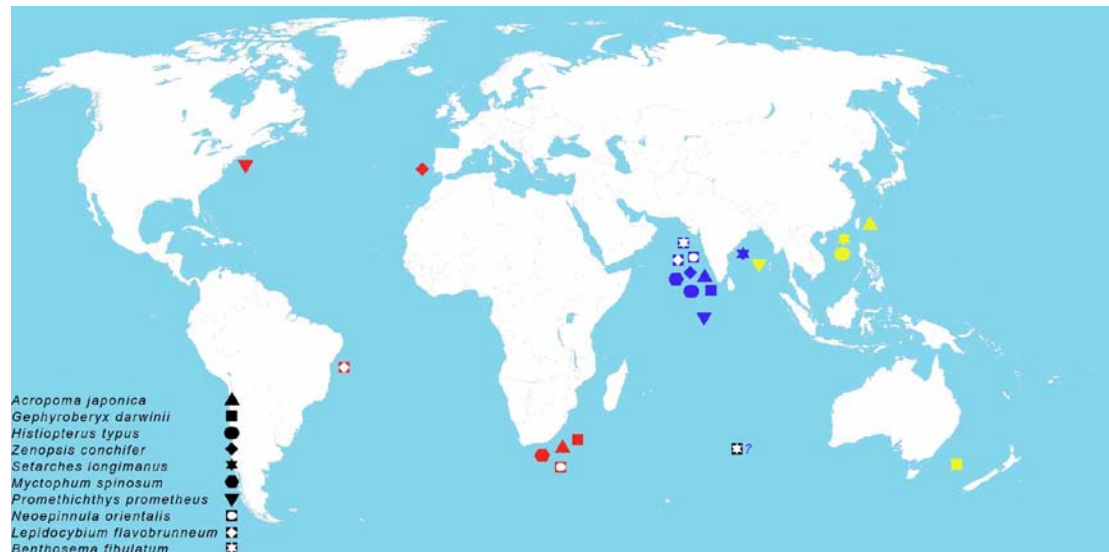 ?
Acropoma japonica
Gephyroberyx darwinii
Histiopterus typus
Zenopsis conchifer
Setarches longimanus
Myctophum spinosum
Promethichthys prometheus
Neoepinnula orientalis
Lepidocybium flavobrunneum
Benthosema fibulatum